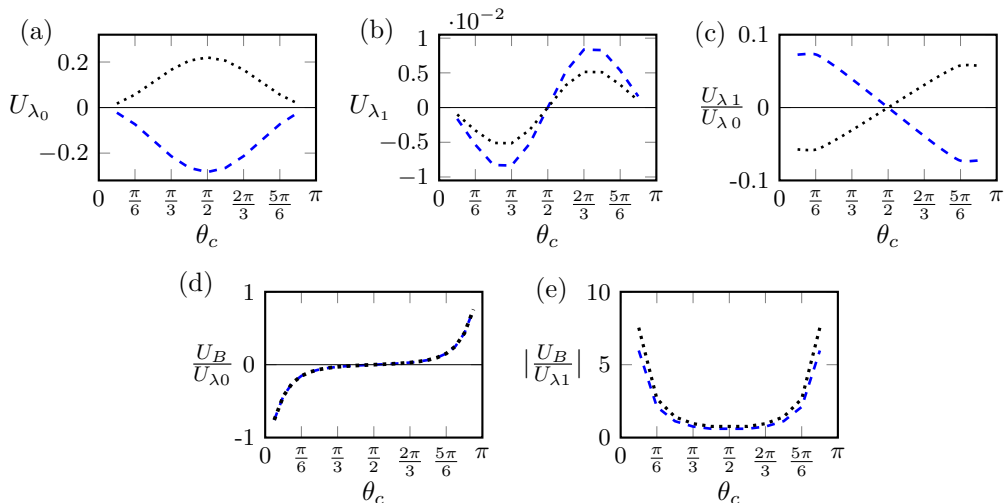 (a)
0.2
0
−0.2
U_{λ_0}
0 π/6 π/3 π/2 2π/3 5π/6 π
θ_c
(b)
·10^{−2}
1
0.5
0
−0.5
−1
U_{λ_1}
0 π/6 π/3 π/2 2π/3 5π/6 π
θ_c
(c)
0.1
0
-0.1
U_{λ1}/U_{λ0}
0 π/6 π/3 π/2 2π/3 5π/6 π
θ_c
(d)
1
0
-1
U_B/U_{λ0}
0 π/6 π/3 π/2 2π/3 5π/6 π
θ_c
(e)
10
5
0
|U_B/U_{λ1}|
0 π/6 π/3 π/2 2π/3 5π/6 π
θ_c